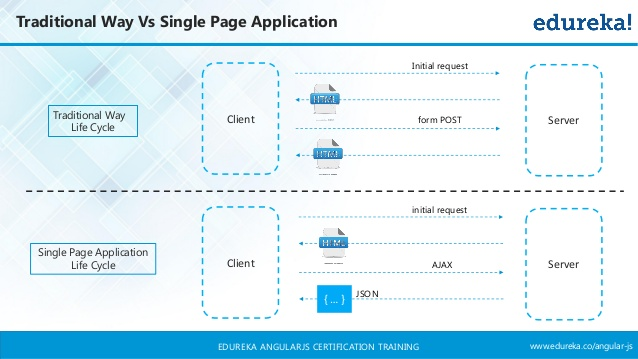 Traditional Way Vs Single Page Application
edureka!
Initial request
HTML
Traditional Way
Life Cycle
Client
form POST
Server
HTML
initial request
HTML
Single Page Application
Life Cycle
Client
AJAX
Server
{ ... }
JSON
EDUREKA ANGULARJS CERTIFICATION TRAINING
www.edureka.co/angular-js